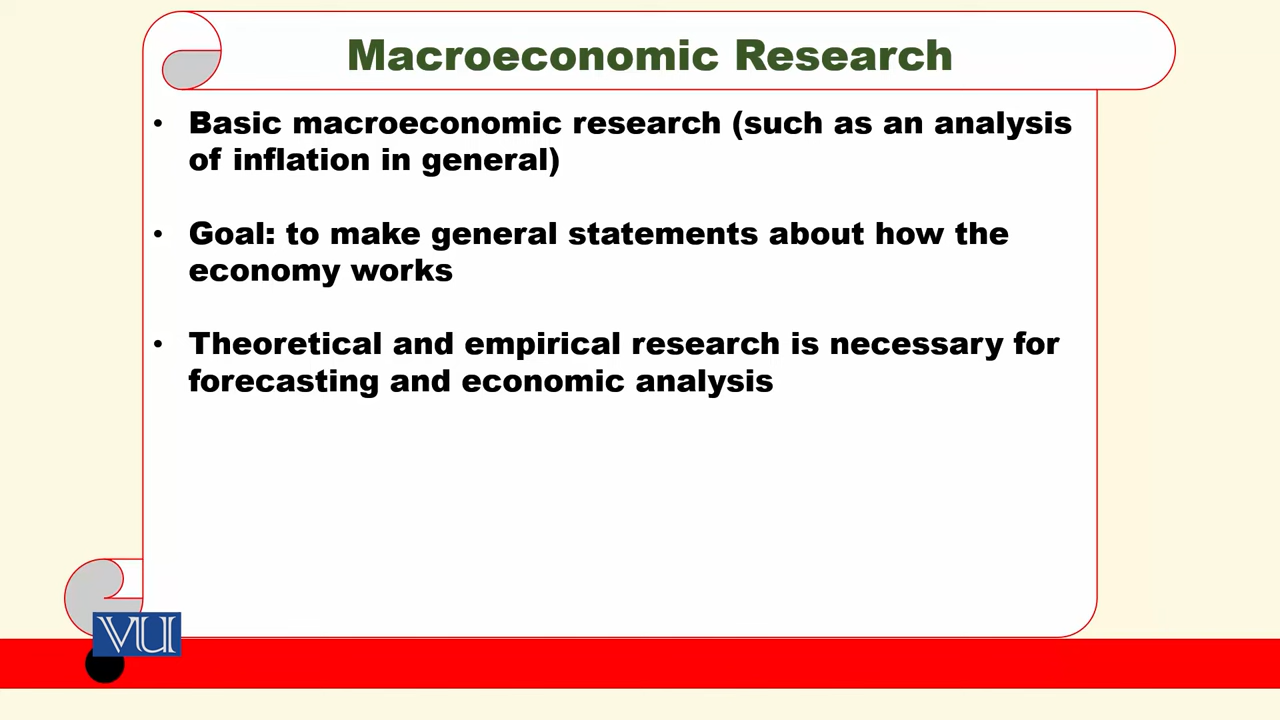 Macroeconomic Research
• Basic macroeconomic research (such as an analysis
of inflation in general)
• Goal: to make general statements about how the
economy works
• Theoretical and empirical research is necessary for
forecasting and economic analysis
VU